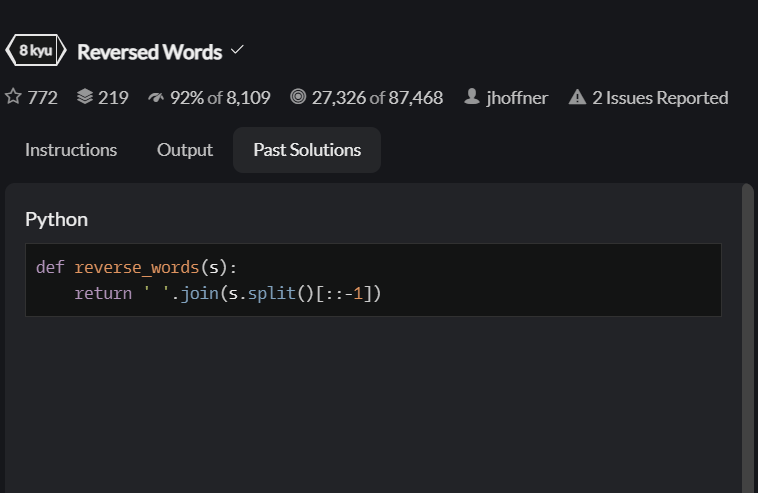 8 kyu Reversed Words
772 219 92% of 8,109 27,326 of 87,468 jhoffner 2 Issues Reported
Instructions Output Past Solutions
Python
def reverse_words(s):
    return ' '.join(s.split()[::-1])